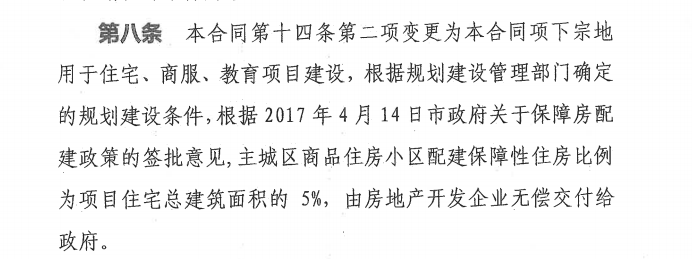 第八条 本合同第十四条第二项变更为本合同项下宗地
用于住宅、商服、教育项目建设，根据规划建设管理部门确定
的规划建设条件,根据 2017 年 4 月 14 日市政府关于保障房配
建政策的签批意见,主城区商品住房小区配建保障性住房比例
为项目住宅总建筑面积的 5%，由房地产开发企业无偿交付给
政府。